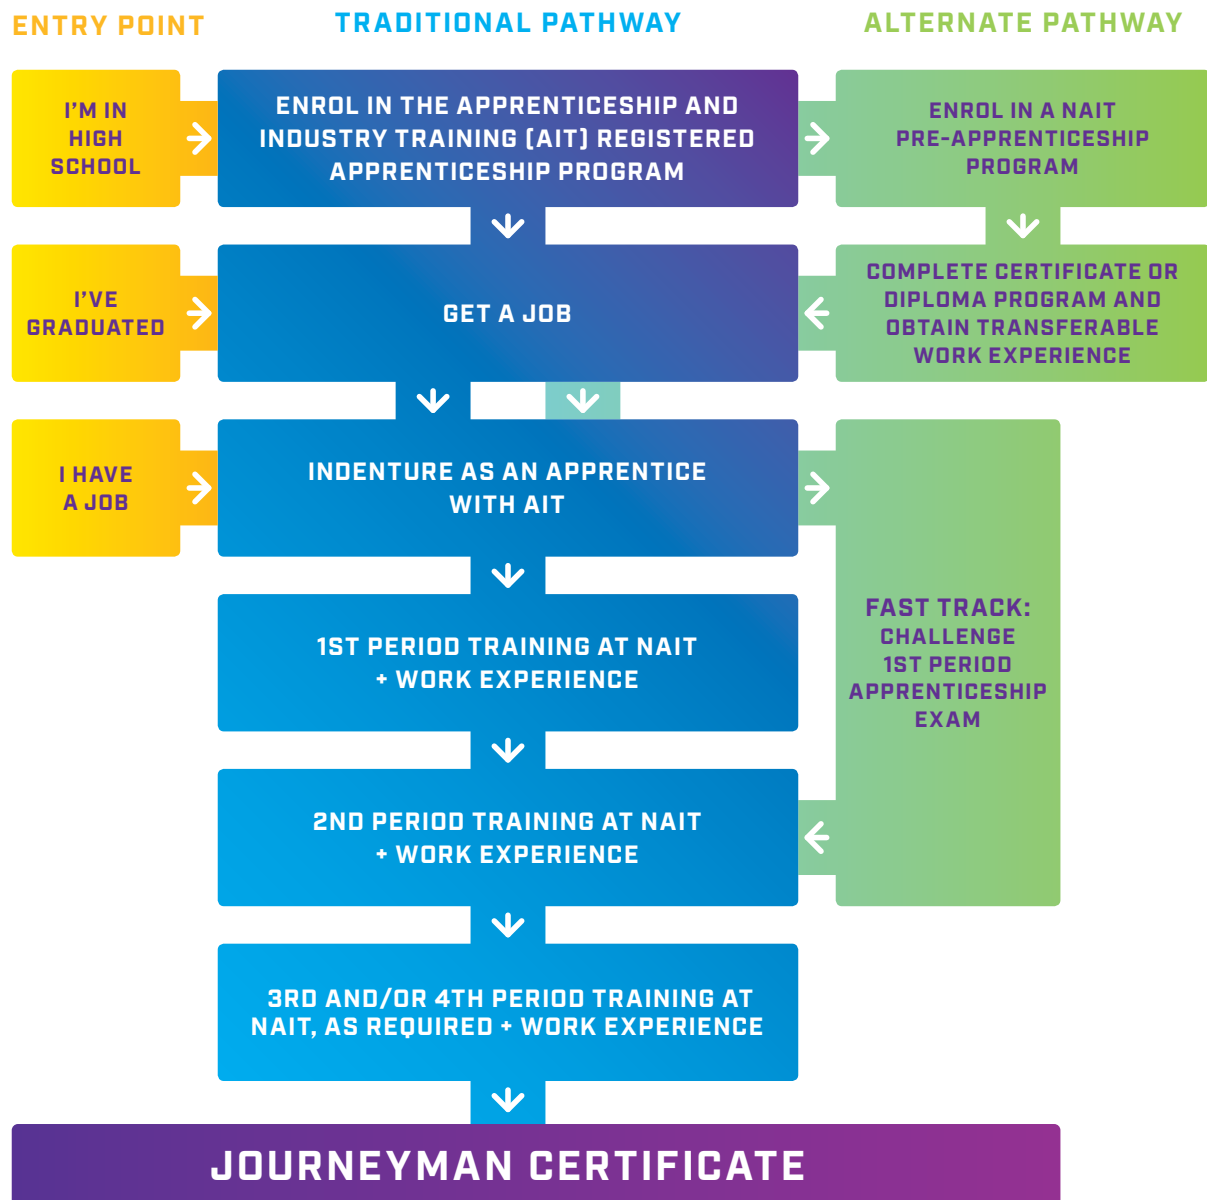 ENTRY POINT
TRADITIONAL PATHWAY
ALTERNATE PATHWAY
I'M IN
HIGH
SCHOOL
ENROL IN THE APPRENTICESHIP AND
INDUSTRY TRAINING (AIT) REGISTERED
APPRENTICESHIP PROGRAM
ENROL IN A NAIT
PRE-APPRENTICESHIP
PROGRAM
I'VE
GRADUATED
GET A JOB
COMPLETE CERTIFICATE OR
DIPLOMA PROGRAM AND
OBTAIN TRANSFERABLE
WORK EXPERIENCE
I HAVE
A JOB
INDENTURE AS AN APPRENTICE
WITH AIT
FAST TRACK:
CHALLENGE
1ST PERIOD
APPRENTICESHIP
EXAM
1ST PERIOD TRAINING AT NAIT
+ WORK EXPERIENCE
2ND PERIOD TRAINING AT NAIT
+ WORK EXPERIENCE
3RD AND/OR 4TH PERIOD TRAINING AT
NAIT, AS REQUIRED + WORK EXPERIENCE
JOURNEYMAN CERTIFICATE